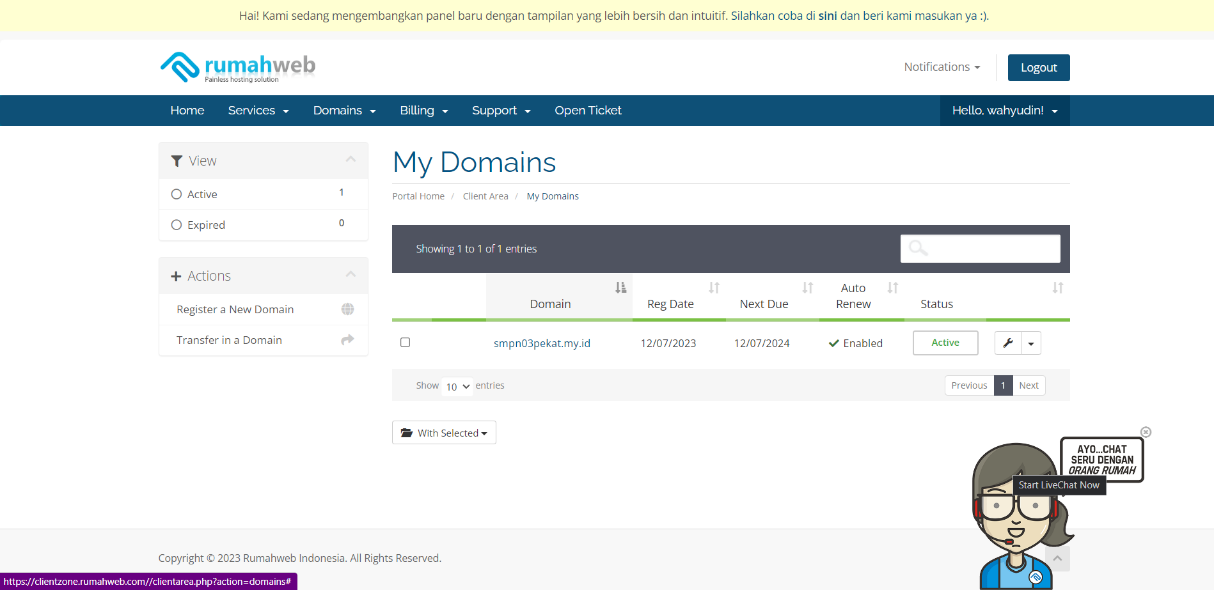 Hai! Kami sedang mengembangkan panel baru dengan tampilan yang lebih bersih dan intuitif. Silahkan coba di sini dan beri kami masukan ya :).
rumahweb
Painless hosting solution
Notifications
Logout
Home Services Domains Billing Support Open Ticket Hello, wahyudin!
View
Active 1
Expired 0
Actions
Register a New Domain
Transfer in a Domain
My Domains
Portal Home / Client Area / My Domains
Showing 1 to 1 of 1 entries
Domain Reg Date Next Due Auto Renew Status
smpn03pekat.my.id 12/07/2023 12/07/2024 Enabled Active
Show 10 entries Previous 1 Next
With Selected
AYO...CHAT
SERU DENGAN
ORANG RUMAH
Start LiveChat Now
Copyright © 2023 Rumahweb Indonesia. All Rights Reserved.
https://clientzone.rumahweb.com//clientarea.php?action=domains#